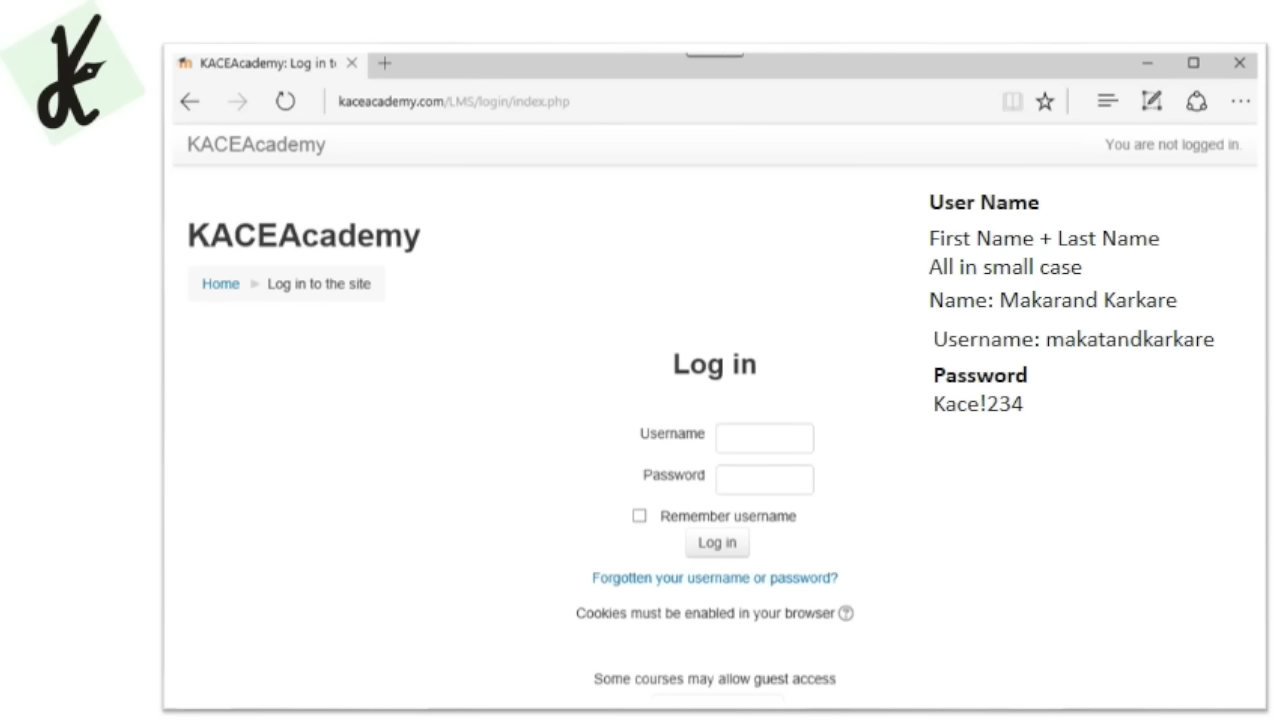 KACEAcademy: Log in t
kaceacademy.com/LMS/login/index.php
KACEAcademy
You are not logged in.
KACEAcademy
Home
Log in to the site
User Name
First Name + Last Name
All in small case
Name: Makarand Karkare
Username: makatandkarkare
Password
Kace!234
Log in
Username
Password
Remember username
Log in
Forgotten your username or password?
Cookies must be enabled in your browser
Some courses may allow guest access